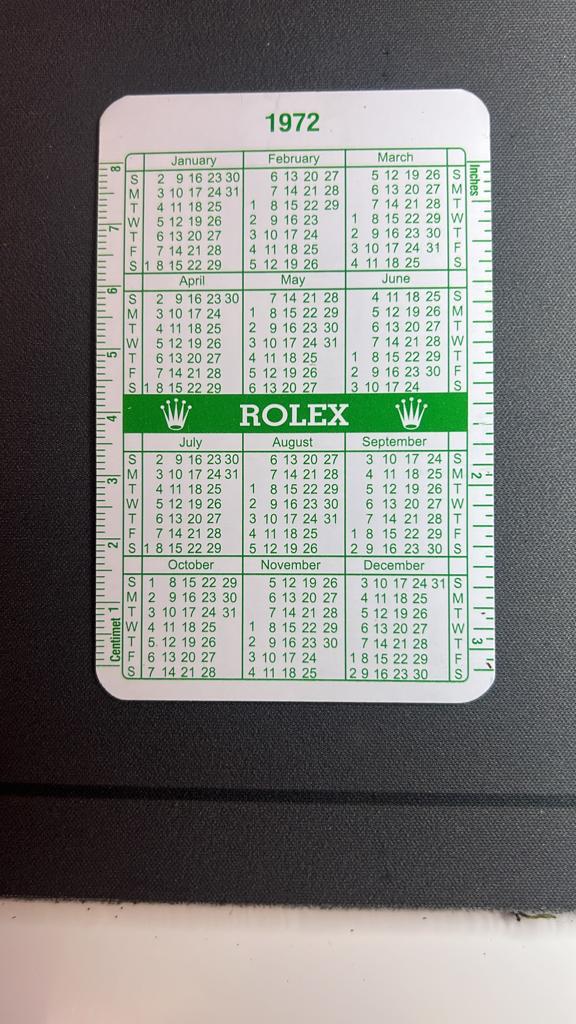 1972
January February March
S 2 9 16 23 30 6 13 20 27 5 12 19 26 S
M 3 10 17 24 31 7 14 21 28 6 13 20 27 M
T 4 11 18 25 1 8 15 22 29 7 14 21 28 T
W 5 12 19 26 2 9 16 23 1 8 15 22 29 W
T 6 13 20 27 3 10 17 24 2 9 16 23 30 T
F 7 14 21 28 4 11 18 25 3 10 17 24 31 F
S 1 8 15 22 29 5 12 19 26 4 11 18 25 S
April May June
S 2 9 16 23 30 7 14 21 28 4 11 18 25 S
M 3 10 17 24 1 8 15 22 29 5 12 19 26 M
T 4 11 18 25 2 9 16 23 30 6 13 20 27 T
W 5 12 19 26 3 10 17 24 31 7 14 21 28 W
T 6 13 20 27 4 11 18 25 1 8 15 22 29 T
F 7 14 21 28 5 12 19 26 2 9 16 23 30 F
S 1 8 15 22 29 6 13 20 27 3 10 17 24 S
ROLEX
July August September
S 2 9 16 23 30 6 13 20 27 3 10 17 24 S
M 3 10 17 24 31 7 14 21 28 4 11 18 25 M
T 4 11 18 25 1 8 15 22 29 5 12 19 26 T
W 5 12 19 26 2 9 16 23 30 6 13 20 27 W
T 6 13 20 27 3 10 17 24 31 7 14 21 28 T
F 7 14 21 28 4 11 18 25 1 8 15 22 29 F
S 1 8 15 22 29 5 12 19 26 2 9 16 23 30 S
October November December
S 1 8 15 22 29 5 12 19 26 3 10 17 24 31 S
M 2 9 16 23 30 6 13 20 27 4 11 18 25 M
T 3 10 17 24 31 7 14 21 28 5 12 19 26 T
W 4 11 18 25 1 8 15 22 29 6 13 20 27 W
T 5 12 19 26 2 9 16 23 30 7 14 21 28 T
F 6 13 20 27 3 10 17 24 1 8 15 22 29 F
S 7 14 21 28 4 11 18 25 2 9 16 23 30 S
Centimet 1 2 3 4 5 6 7 8
Inches 2 3